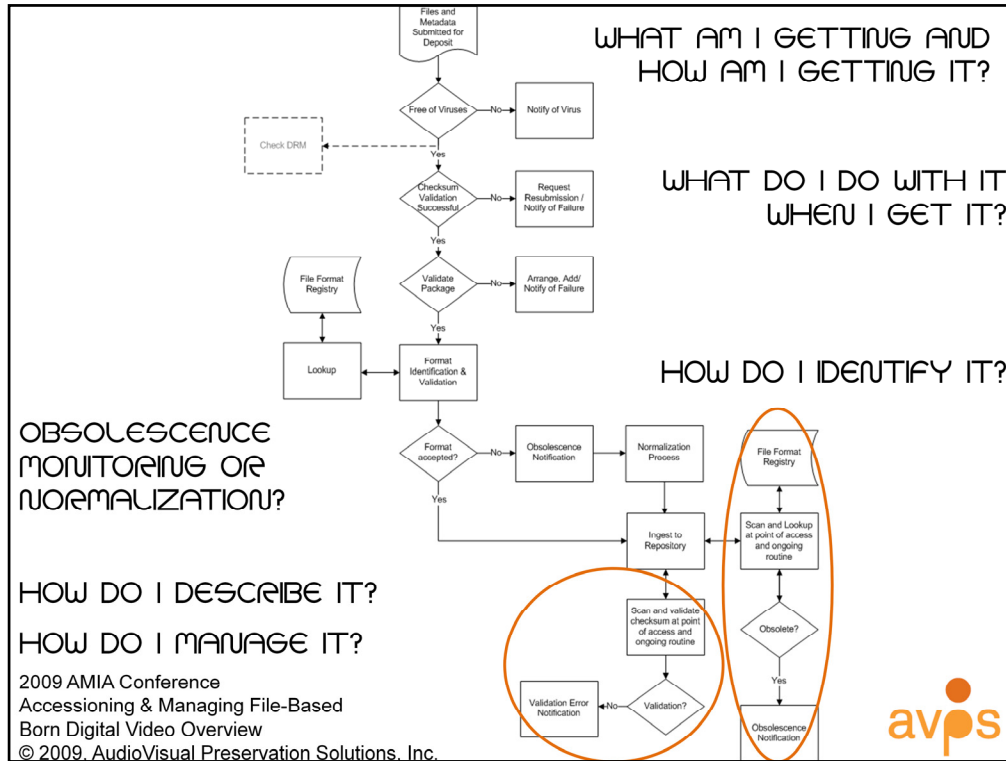 Files and
Metadata
Submitted for
Deposit
WHAT AM I GETTING AND
HOW AM I GETTING IT?
Free of Viruses
No
Notify of Virus
Check DRM
Yes
WHAT DO I DO WITH IT
WHEN I GET IT?
Checksum
Validation
Successful
No
Request
Resubmission /
Notify of Failure
Yes
File Format
Registry
Validate
Package
No
Arrange, Add/
Notify of Failure
Yes
Lookup
Format
Identification &
Validation
HOW DO I IDENTIFY IT?
OBSOLESCENCE
MONITORING OR
NORMALIZATION?
Format
accepted?
No
Obsolescence
Notification
Normalization
Process
File Format
Registry
Yes
Ingest to
Repository
Scan and Lookup
at point of access
and ongoing
routine
HOW DO I DESCRIBE IT?
HOW DO I MANAGE IT?
Scan and validate
checksum at point
of access and
ongoing routine
Obsolete?
Yes
Validation Error
Notification
No
Validation?
Obsolescence
Notification
2009 AMIA Conference
Accessioning & Managing File-Based
Born Digital Video Overview
© 2009, AudioVisual Preservation Solutions, Inc.
avps